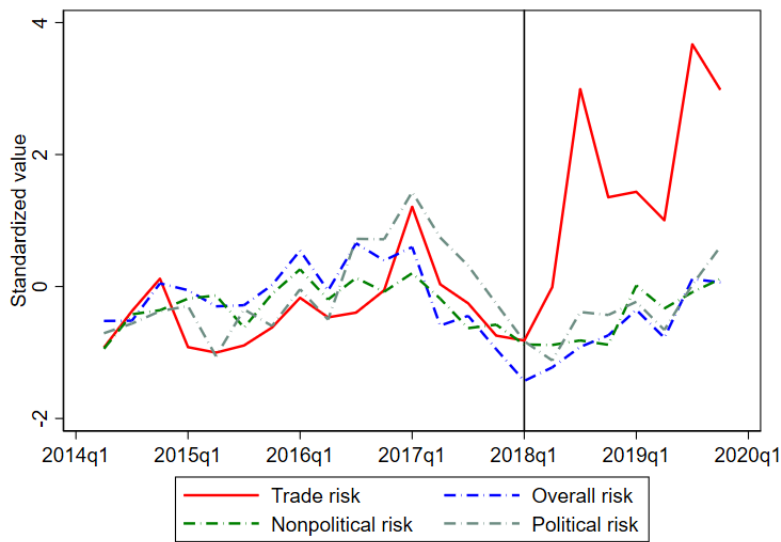 Standardized value
4
2
0
-2
2014q1 2015q1 2016q1 2017q1 2018q1 2019q1 2020q1
Trade risk Overall risk
Nonpolitical risk Political risk